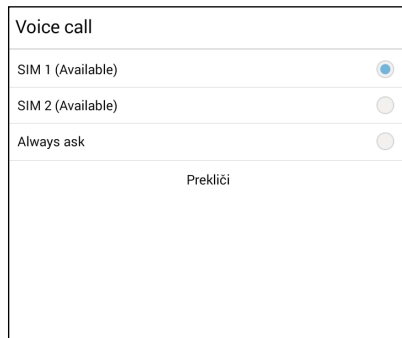 Voice call
SIM 1 (Available)
SIM 2 (Available)
Always ask
Prekliči